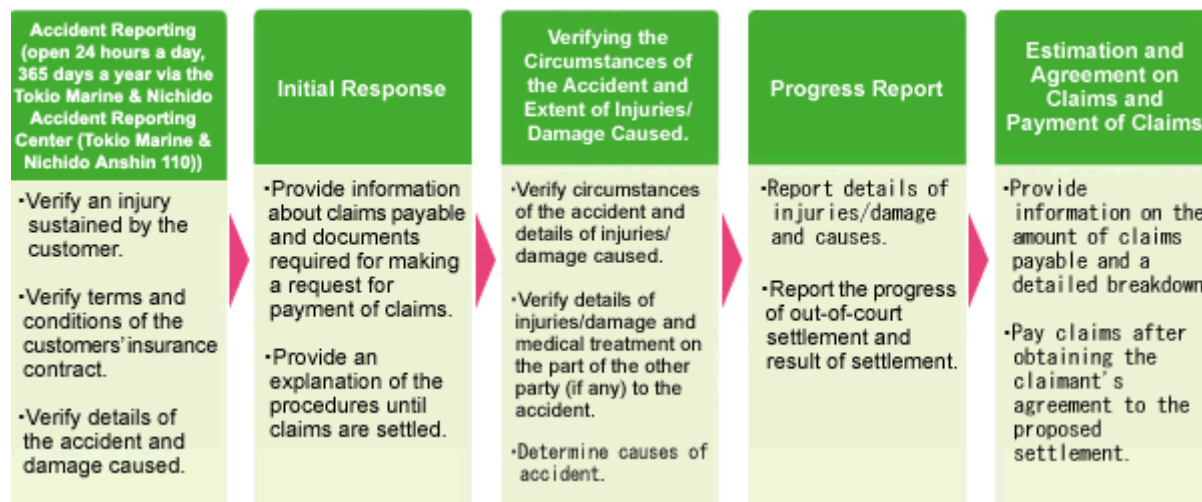 Accident Reporting
(open 24 hours a day,
365 days a year via the
Tokio Marine & Nichido
Accident Reporting
Center (Tokio Marine &
Nichido Anshin 110))
・Verify an injury
sustained by the
customer.
・Verify terms and
conditions of the
customers' insurance
contract.
・Verify details of
the accident and
damage caused.
Initial Response
・Provide information
about claims payable
and documents
required for making
a request for
payment of claims.
・Provide an
explanation of the
procedures until
claims are settled.
Verifying the
Circumstances of
the Accident and
Extent of Injuries/
Damage Caused.
・Verify circumstances
of the accident and
details of injuries/
damage caused.
・Verify details of
injuries/damage and
medical treatment on
the part of the other
party (if any) to the
accident.
・Determine causes of
accident.
Progress Report
・Report details of
injuries/damage
and causes.
・Report the progress
of out-of-court
settlement and
result of settlement.
Estimation and
Agreement on
Claims and
Payment of Claims
・Provide
information on the
amount of claims
payable and a
detailed breakdown
・Pay claims after
obtaining the
claimant's
agreement to the
proposed
settlement.